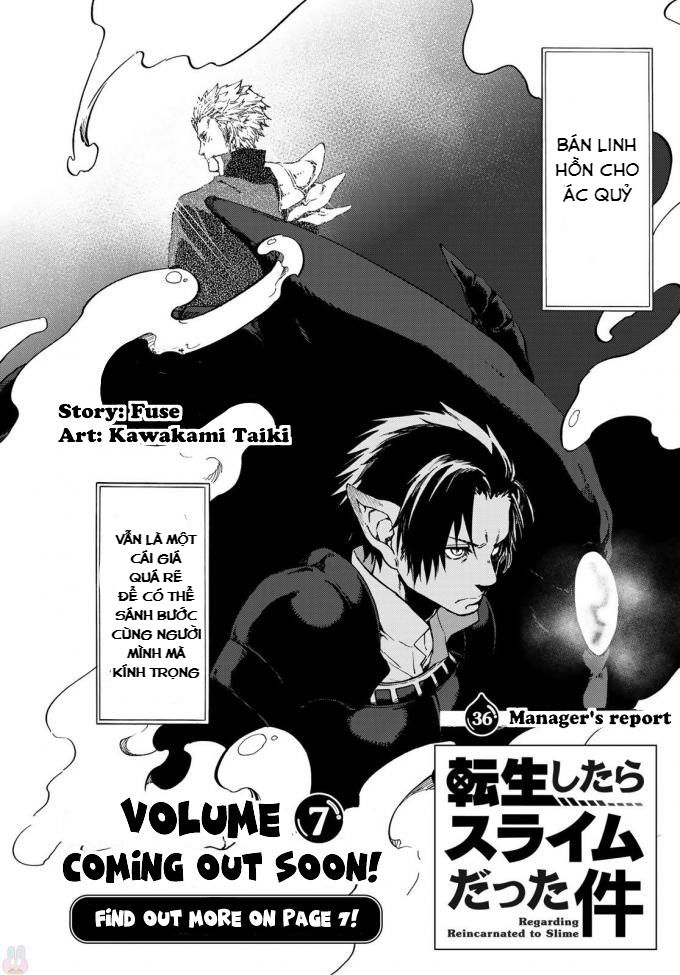 BÁN LINH
HỒN CHO
ÁC QUỶ
Story: Fuse
Art: Kawakami Taiki
VẪN LÀ MỘT
CÁI GIÁ
QUÁ RẺ
ĐỂ CÓ THỂ
SÁNH BƯỚC
CÙNG NGƯỜI
MÌNH MÀ
KÍNH TRỌNG
36 Manager's report
VOLUME 7
COMING OUT SOON!
FIND OUT MORE ON PAGE 7!
転生したら
スライム
だった件
Regarding
Reincarnated to Slime